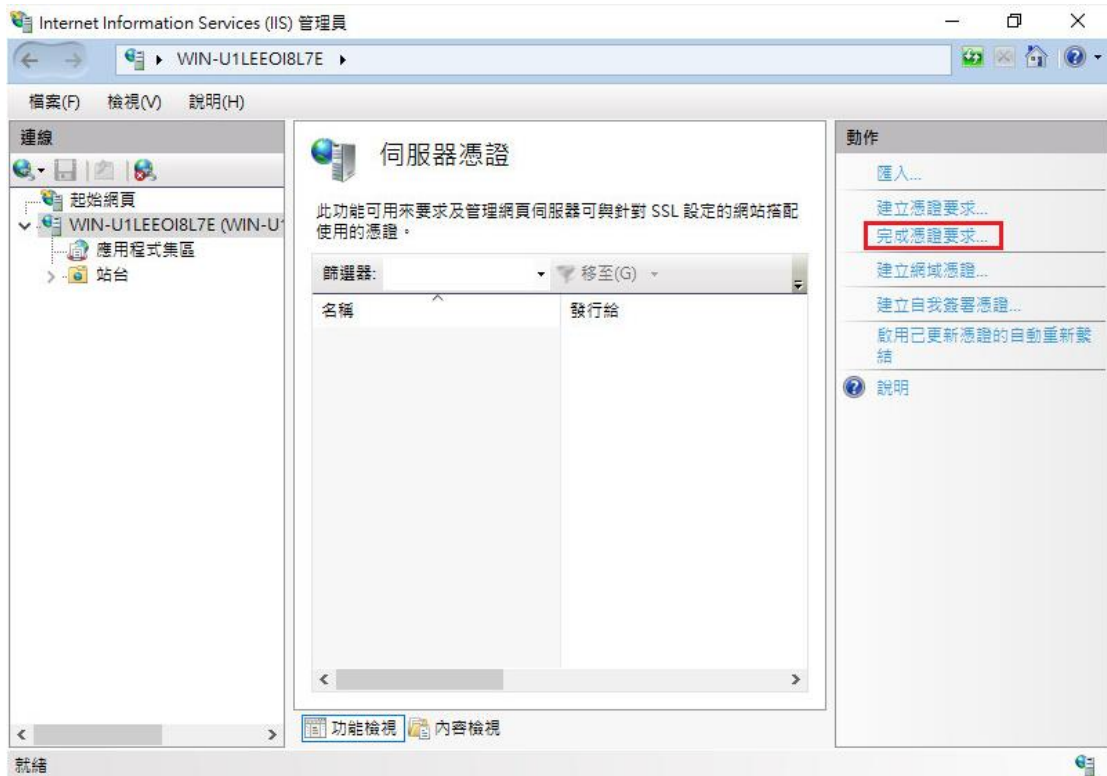 Internet Information Services (IIS) 管理員
WIN-U1LEEOI8L7E
檔案(F) 檢視(V) 說明(H)
連線
起始網頁
WIN-U1LEEOI8L7E (WIN-U1
應用程式集區
站台
伺服器憑證
此功能可用來要求及管理網頁伺服器可與針對 SSL 設定的網站搭配
使用的憑證。
篩選器: 移至(G)
名稱 發行給
功能檢視 內容檢視
動作
匯入...
建立憑證要求...
完成憑證要求...
建立網域憑證...
建立自我簽署憑證...
啟用已更新憑證的自動重新繫
結
說明
就緒